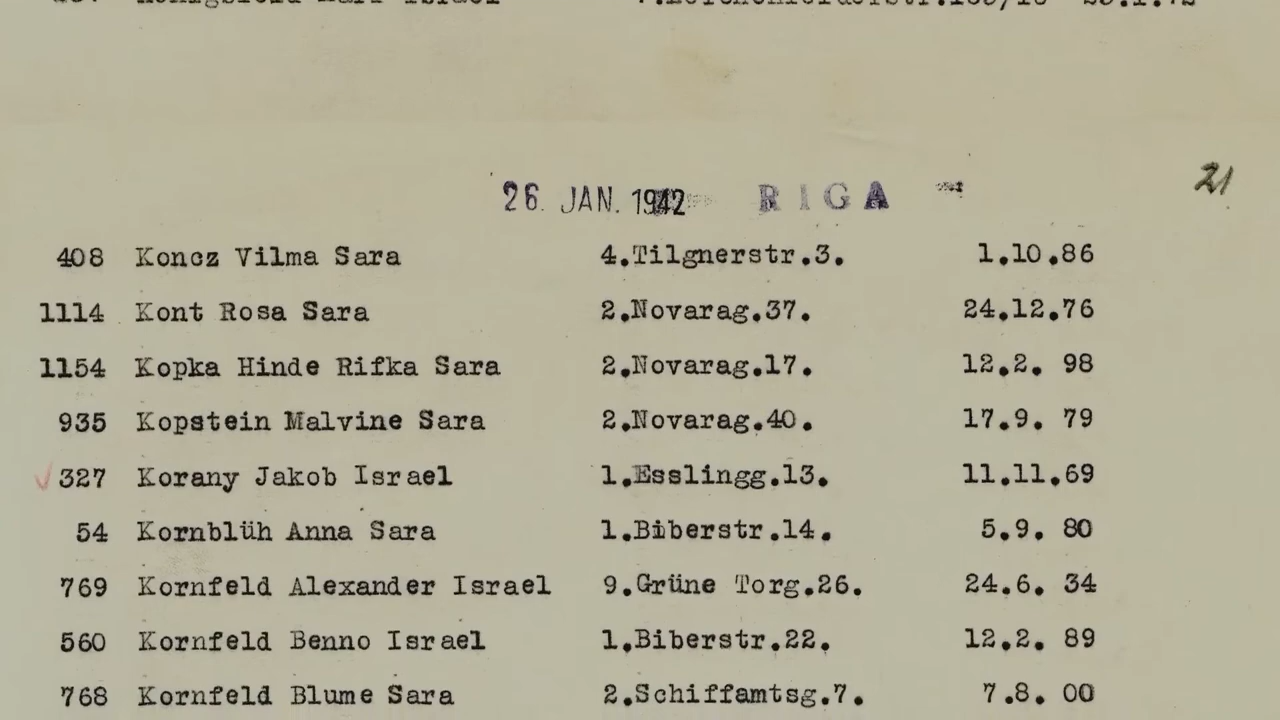 26. JAN. 1942 RIGA
21
408 Koncz Vilma Sara 4.Tilgnerstr.3. 1.10.86
1114 Kont Rosa Sara 2.Novarag.37. 24.12.76
1154 Kopka Hinde Rifka Sara 2.Novarag.17. 12.2. 98
935 Kopstein Malvine Sara 2.Novarag.40. 17.9. 79
327 Korany Jakob Israel 1.Esslingg.13. 11.11.69
54 Kornblüh Anna Sara 1.Biberstr.14. 5.9. 80
769 Kornfeld Alexander Israel 9.Grüne Torg.26. 24.6. 34
560 Kornfeld Benno Israel 1.Biberstr.22. 12.2. 89
768 Kornfeld Blume Sara 2.Schiffamtsg.7. 7.8. 00